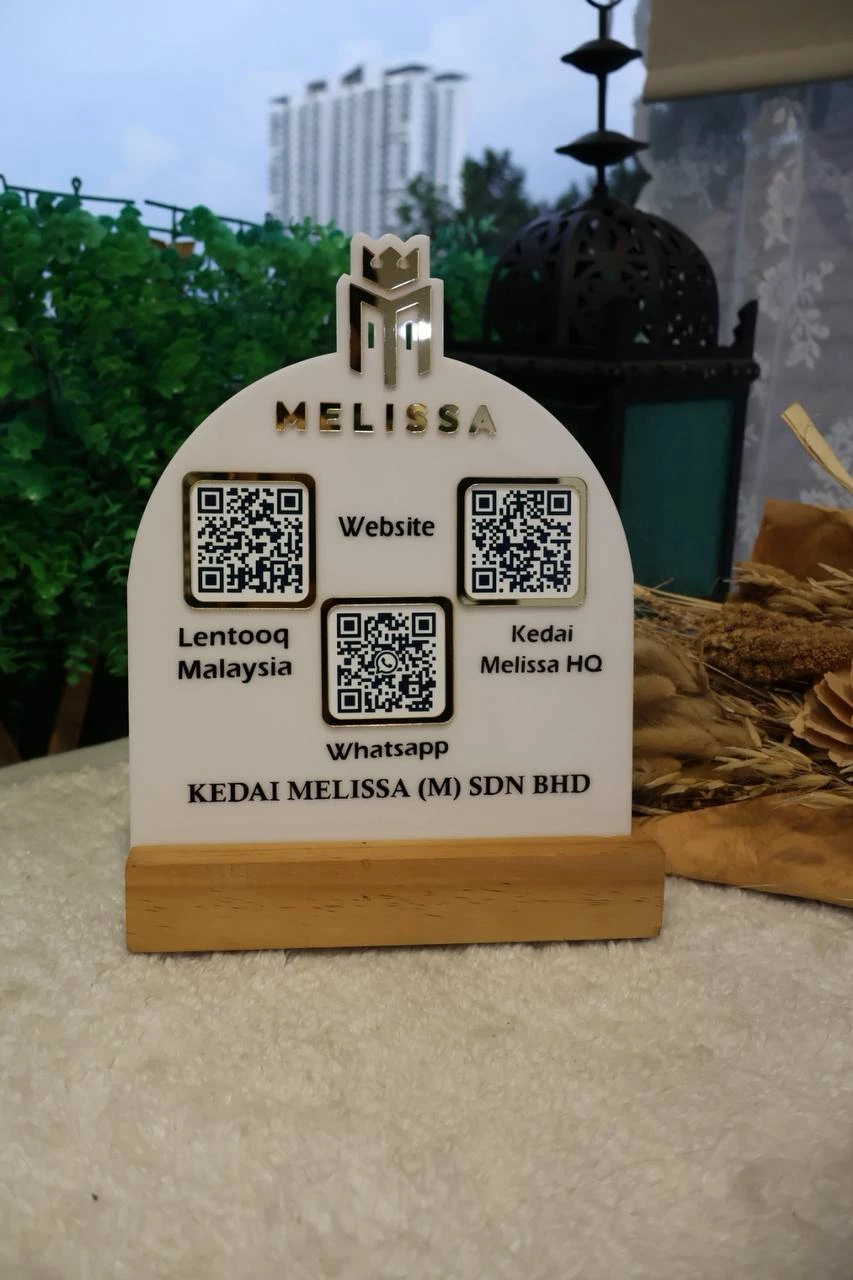 MELISSA
Website
Lentooq
Malaysia
Kedai
Melissa HQ
Whatsapp
KEDAI MELISSA (M) SDN BHD